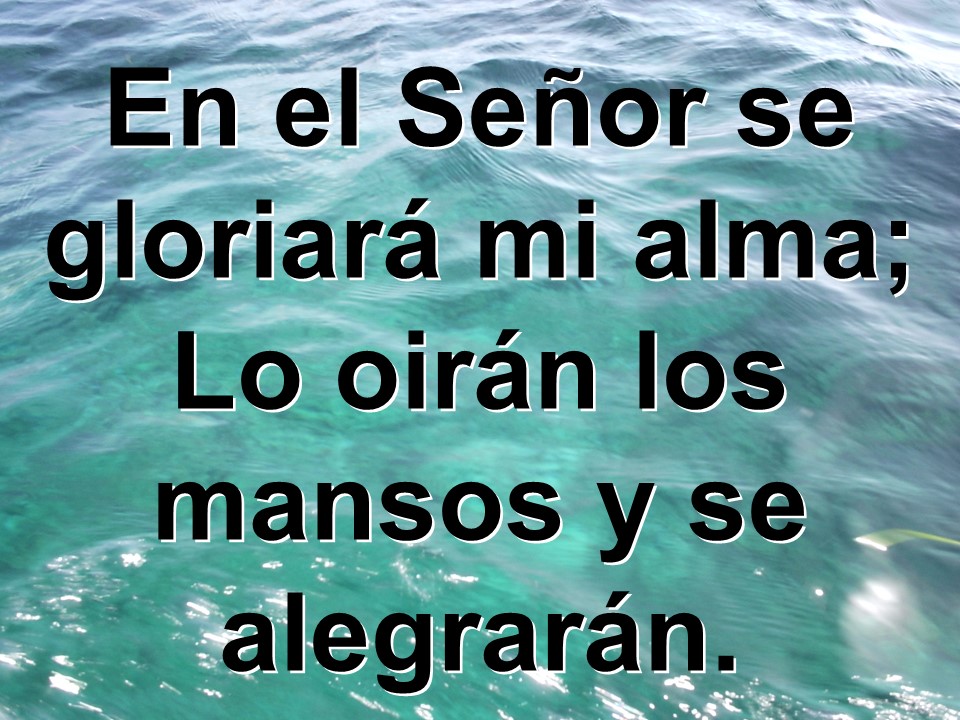 En el Señor se
gloriará mi alma;
Lo oirán los
mansos y se
alegrarán.